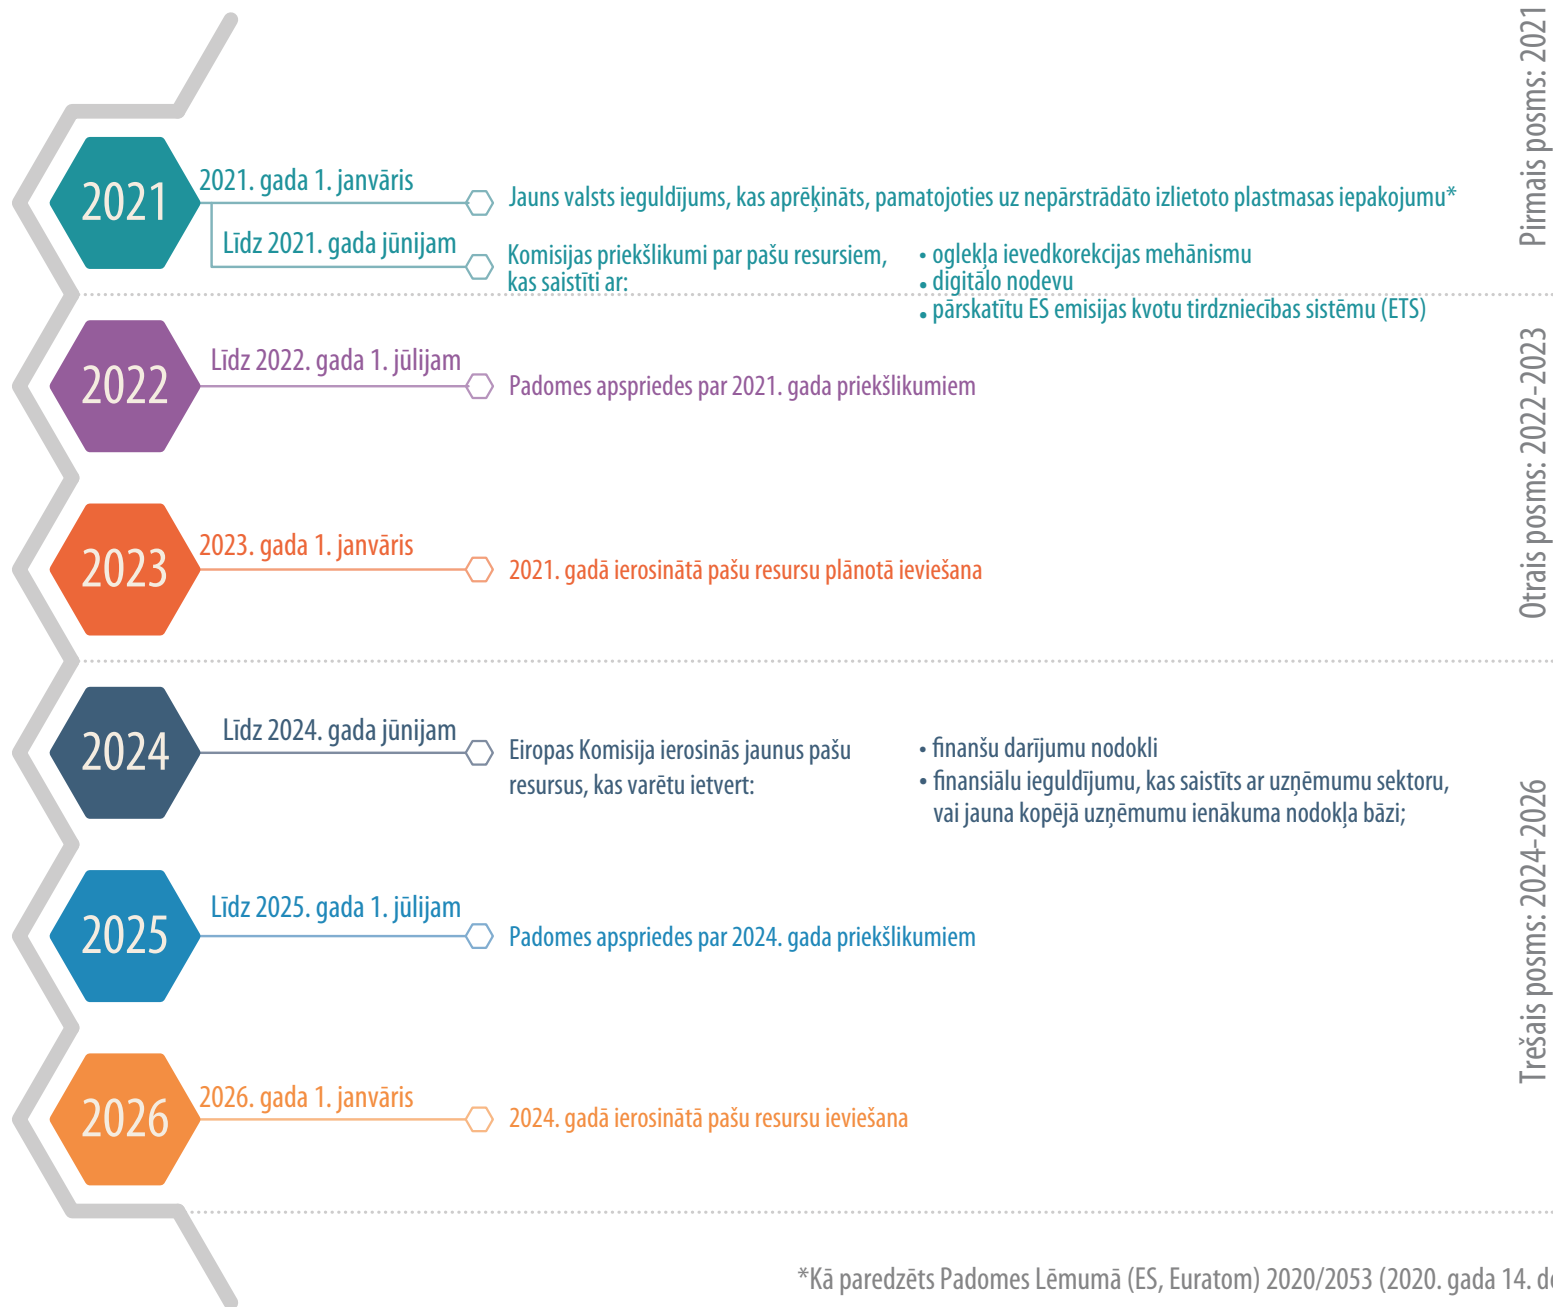 Pirmais posms: 2021
2021
2021. gada 1. janvāris
Jauns valsts ieguldījums, kas aprēķināts, pamatojoties uz nepārstrādāto izlietoto plastmasas iepakojumu*
Līdz 2021. gada jūnijam
Komisijas priekšlikumi par pašu resursiem,
kas saistīti ar:
• oglekļa ievedkorekcijas mehānismu
• digitālo nodevu
• pārskatītu ES emisijas kvotu tirdzniecības sistēmu (ETS)
Otrais posms: 2022-2023
2022
Līdz 2022. gada 1. jūlijam
Padomes apspriedes par 2021. gada priekšlikumiem
2023
2023. gada 1. janvāris
2021. gadā ierosinātā pašu resursu plānotā ieviešana
Trešais posms: 2024-2026
2024
Līdz 2024. gada jūnijam
Eiropas Komisija ierosinās jaunus pašu
resursus, kas varētu ietvert:
• finanšu darījumu nodokli
• finansiālu ieguldījumu, kas saistīts ar uzņēmumu sektoru,
vai jauna kopējā uzņēmumu ienākuma nodokļa bāzi;
2025
Līdz 2025. gada 1. jūlijam
Padomes apspriedes par 2024. gada priekšlikumiem
2026
2026. gada 1. janvāris
2024. gadā ierosinātā pašu resursu ieviešana
*Kā paredzēts Padomes Lēmumā (ES, Euratom) 2020/2053 (2020. gada 14.